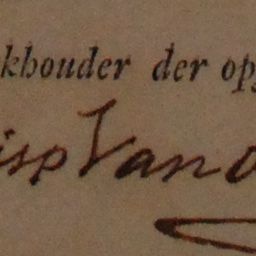 khouder der op
isp Van